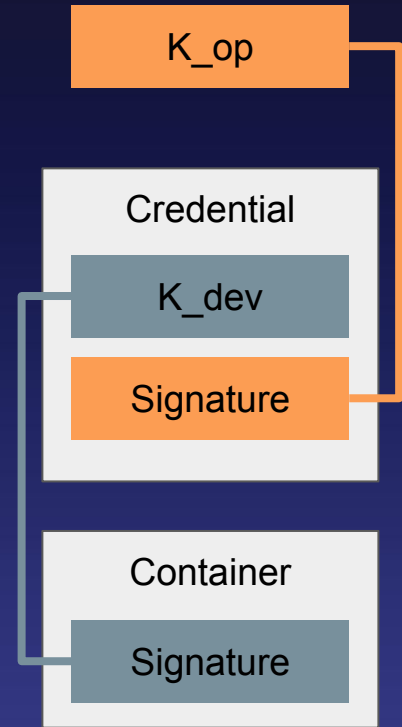 K_op
Credential
K_dev
Signature
Container
Signature